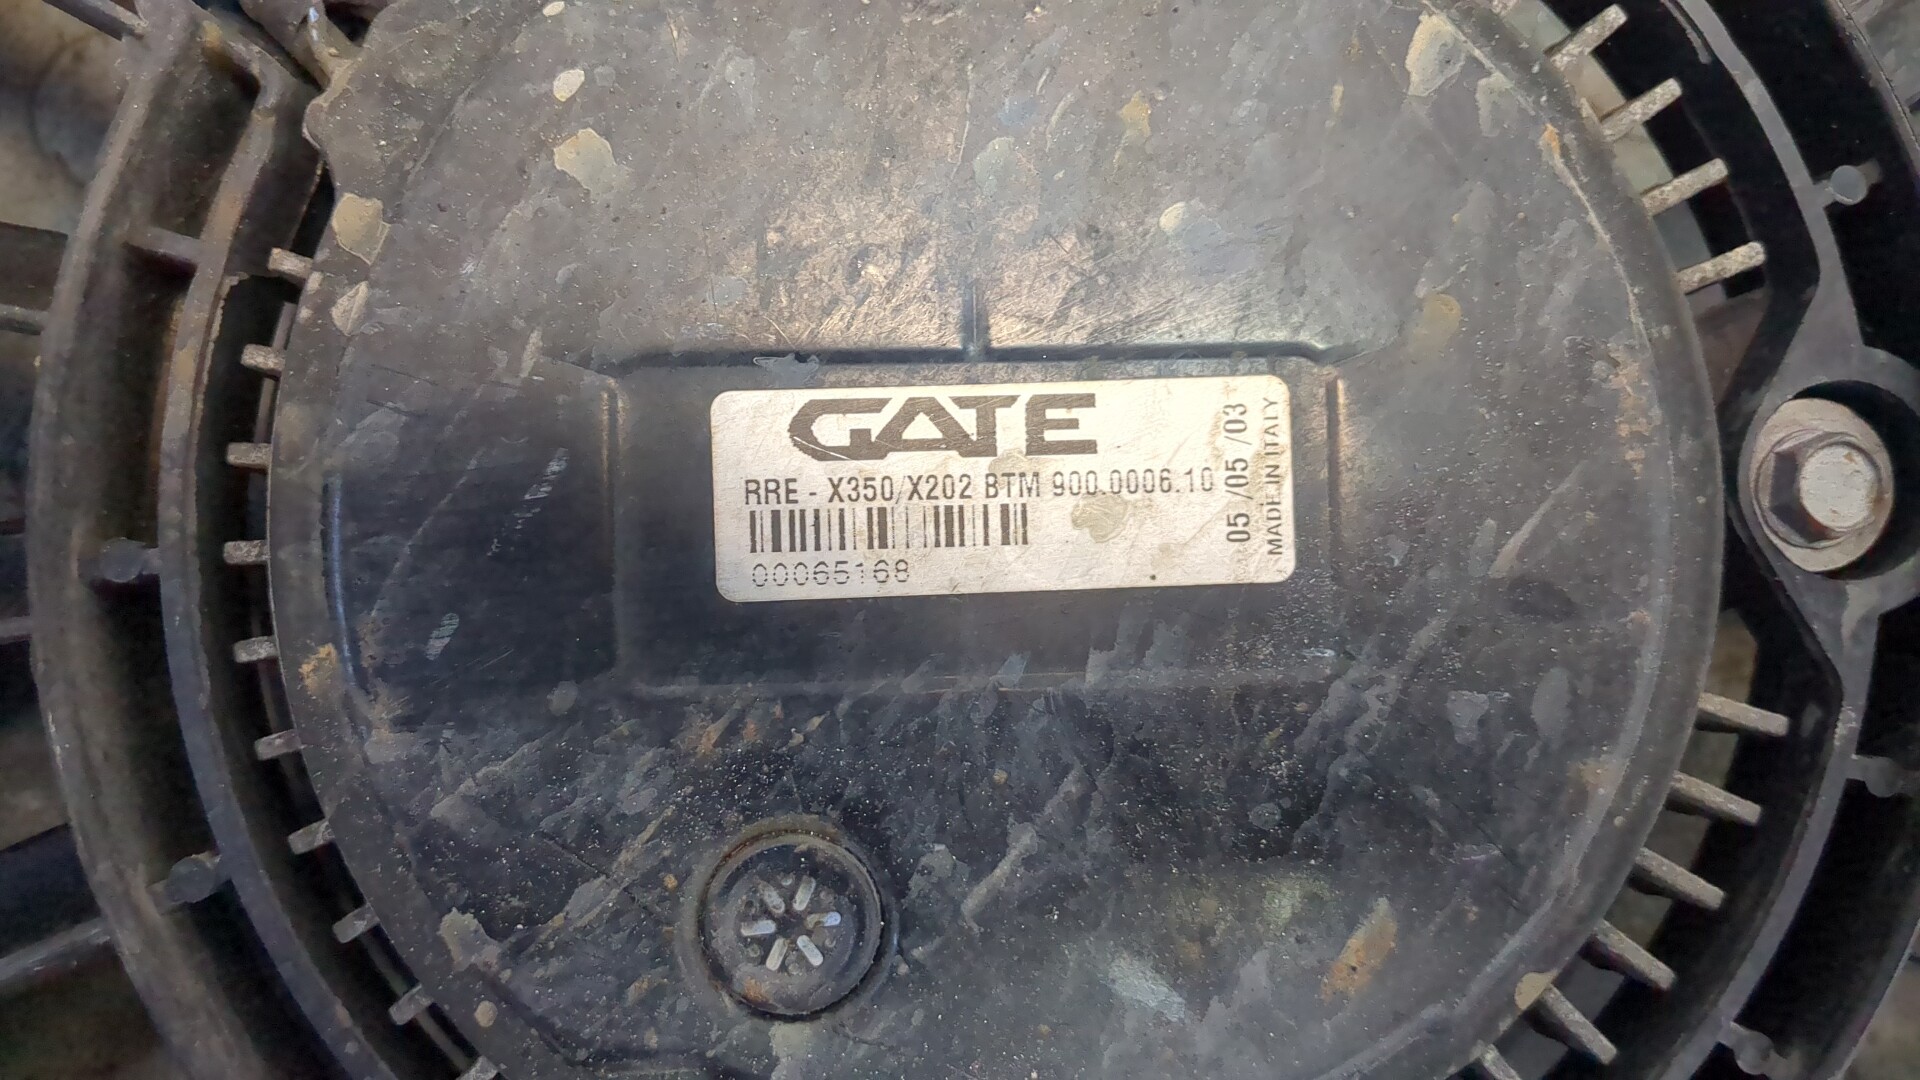 GATE
RRE - X350/X202 BTM 900.0006.10
00065168
05 /05 /03
MADE IN ITALY